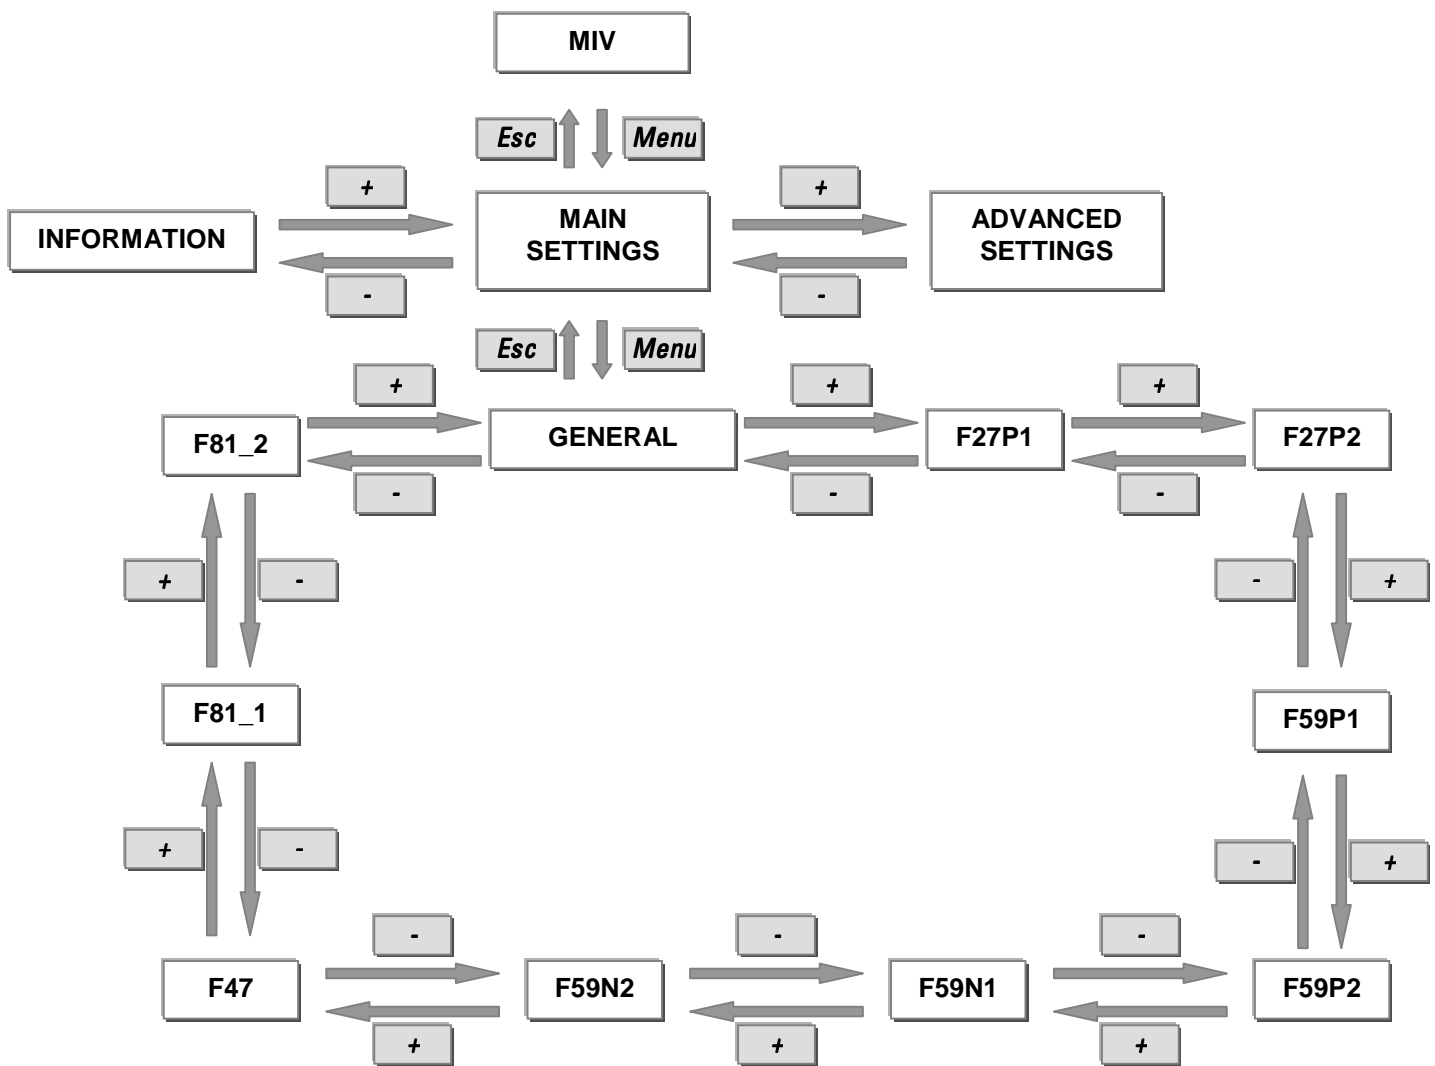 MIV
Esc
Menu
+
+
INFORMATION
MAIN
SETTINGS
ADVANCED
SETTINGS
-
-
Esc
Menu
+
+
+
F81_2
GENERAL
F27P1
F27P2
-
-
-
+
-
-
+
F81_1
F59P1
+
-
-
+
-
-
-
F47
F59N2
F59N1
F59P2
+
+
+